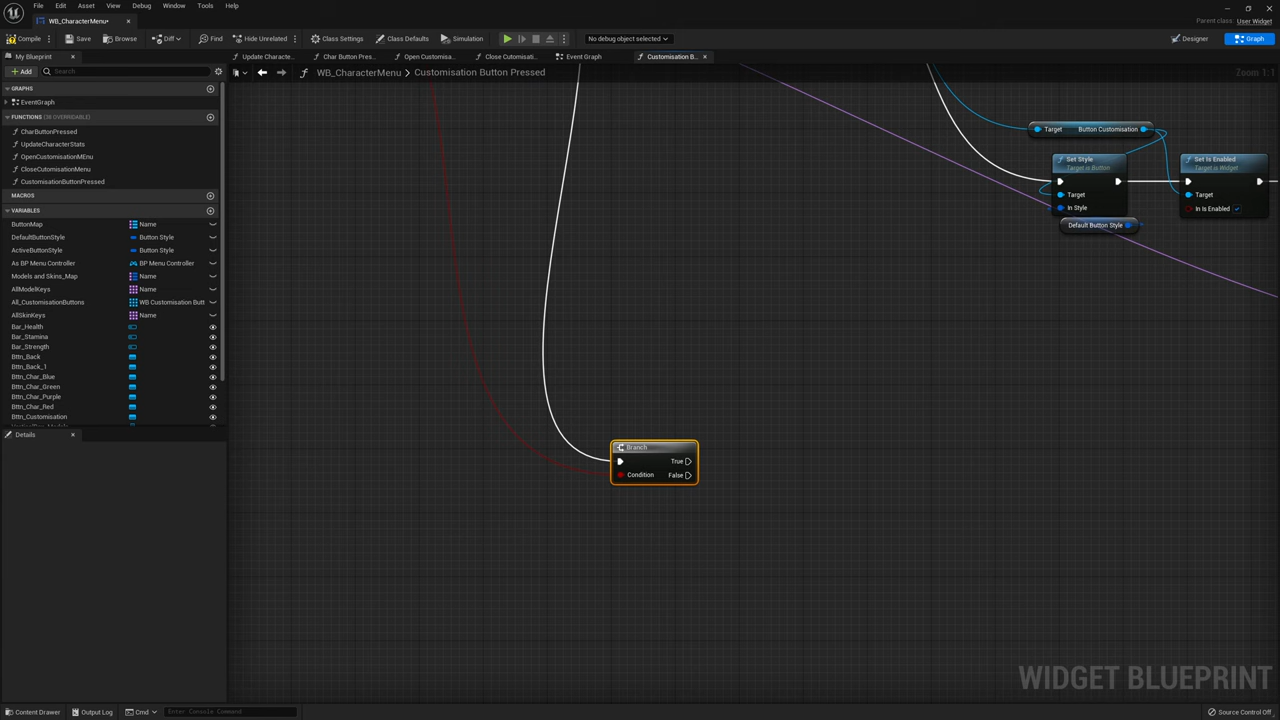 File Edit Asset View Debug Window Tools Help
WB_CharacterMenu*
Parent class: User Widget
Compile Save Browse Diff Find Hide Unrelated Class Settings Class Defaults Simulation No debug object selected Designer Graph
My Blueprint
Update Characte... Char Button Pres... Open Customisa... Close Cutomisati... Event Graph Customisation B...
Add Search
WB_CharacterMenu > Customisation Button Pressed
Zoom 1:1
GRAPHS
EventGraph
FUNCTIONS (38 OVERRIDABLE)
CharButtonPressed
UpdateCharacterStats
OpenCustomisationMEnu
CloseCutomisationMenu
CustomisationButtonPressed
MACROS
VARIABLES
ButtonMap Name
DefaultButtonStyle Button Style
ActiveButtonStyle Button Style
As BP Menu Controller BP Menu Controller
Models and Skins_Map Name
AllModelKeys Name
All_CustomisationButtons WB Customisation Butt
AllSkinKeys Name
Bar_Health
Bar_Stamina
Bar_Strength
Bttn_Back
Bttn_Back_1
Bttn_Char_Blue
Bttn_Char_Green
Bttn_Char_Purple
Bttn_Char_Red
Bttn_Customisation
Details
Target Button Customisation
Set Style
Target is Button
Target
In Style
Default Button Style
Set Is Enabled
Target is Widget
Target
In Is Enabled
Branch
True
Condition False
WIDGET BLUEPRINT
Content Drawer Output Log Cmd Enter Console Command Source Control Off